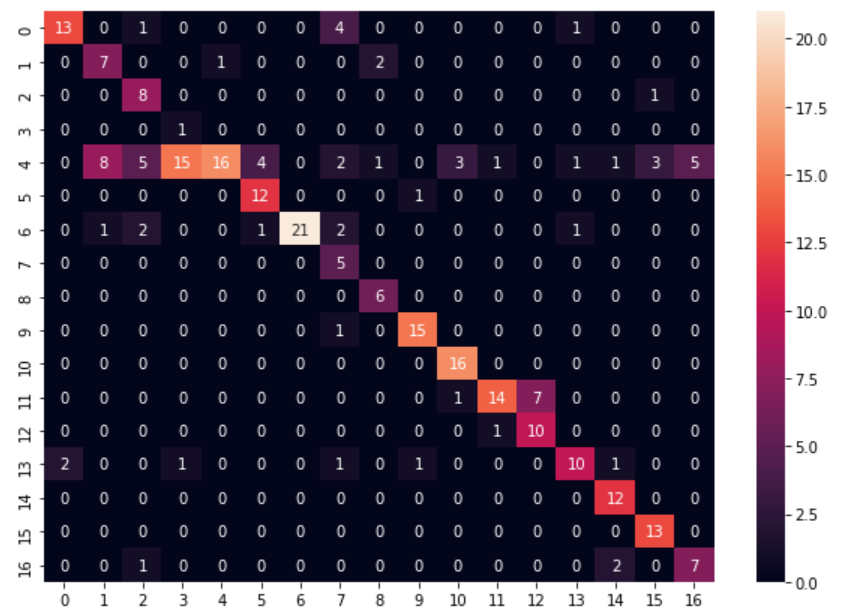 0 13 0 1 0 0 0 0 4 0 0 0 0 0 1 0 0 0 20.0
1 0 7 0 0 1 0 0 0 2 0 0 0 0 0 0 0 0
2 0 0 8 0 0 0 0 0 0 0 0 0 0 0 0 1 0 17.5
3 0 0 0 1 0 0 0 0 0 0 0 0 0 0 0 0 0
4 0 8 5 15 16 4 0 2 1 0 3 1 0 1 1 3 5 15.0
5 0 0 0 0 0 12 0 0 0 1 0 0 0 0 0 0 0
6 0 1 2 0 0 1 21 2 0 0 0 0 0 1 0 0 0 12.5
7 0 0 0 0 0 0 0 5 0 0 0 0 0 0 0 0 0
8 0 0 0 0 0 0 0 0 6 0 0 0 0 0 0 0 0 10.0
9 0 0 0 0 0 0 0 1 0 15 0 0 0 0 0 0 0
10 0 0 0 0 0 0 0 0 0 0 16 0 0 0 0 0 0 7.5
11 0 0 0 0 0 0 0 0 0 0 1 14 7 0 0 0 0
12 0 0 0 0 0 0 0 0 0 0 0 1 10 0 0 0 0 5.0
13 2 0 0 1 0 0 0 1 0 1 0 0 0 10 1 0 0
14 0 0 0 0 0 0 0 0 0 0 0 0 0 0 12 0 0 2.5
15 0 0 0 0 0 0 0 0 0 0 0 0 0 0 0 13 0
16 0 0 1 0 0 0 0 0 0 0 0 0 0 0 2 0 7 0.0
0 1 2 3 4 5 6 7 8 9 10 11 12 13 14 15 16